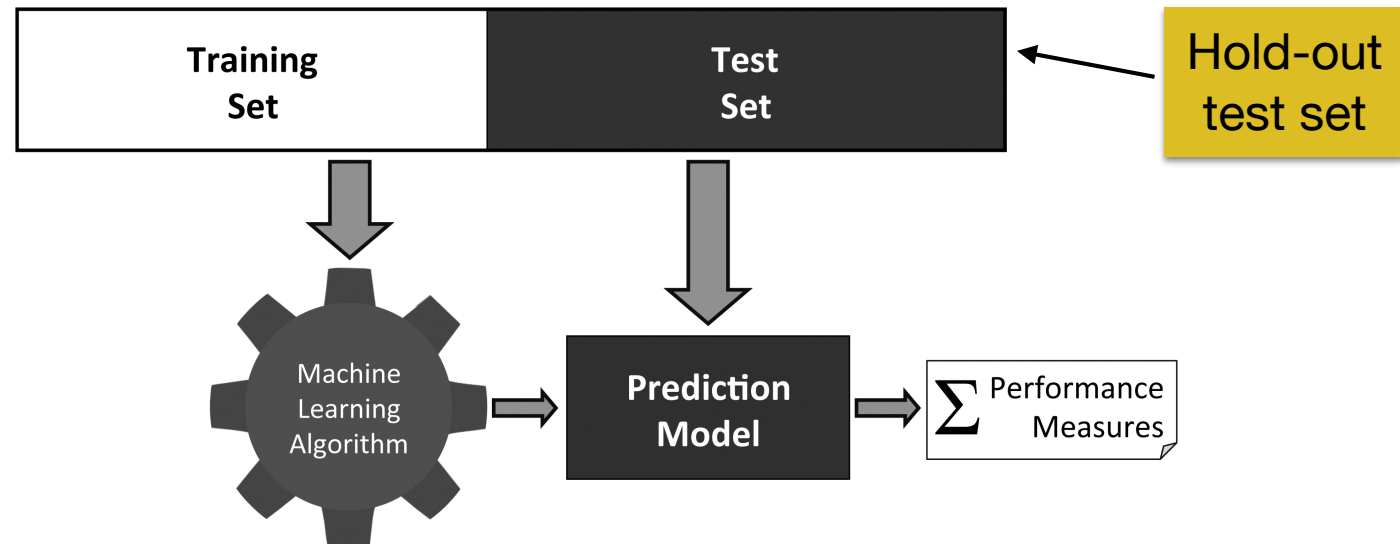 Training
Set
Test
Set
Hold-out
test set
Machine
Learning
Algorithm
Prediction
Model
∑ Performance
Measures